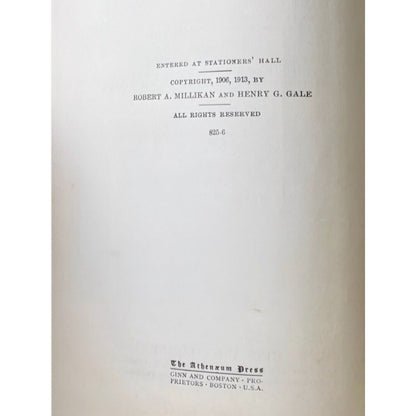 ENTERED AT STATIONERS' HALL
COPYRIGHT, 1906, 1913, BY
ROBERT A. MILLIKAN AND HENRY G. GALE
ALL RIGHTS RESERVED
825·6
The Athenæum Press
GINN AND COMPANY · PRO-
PRIETORS · BOSTON · U.S.A.